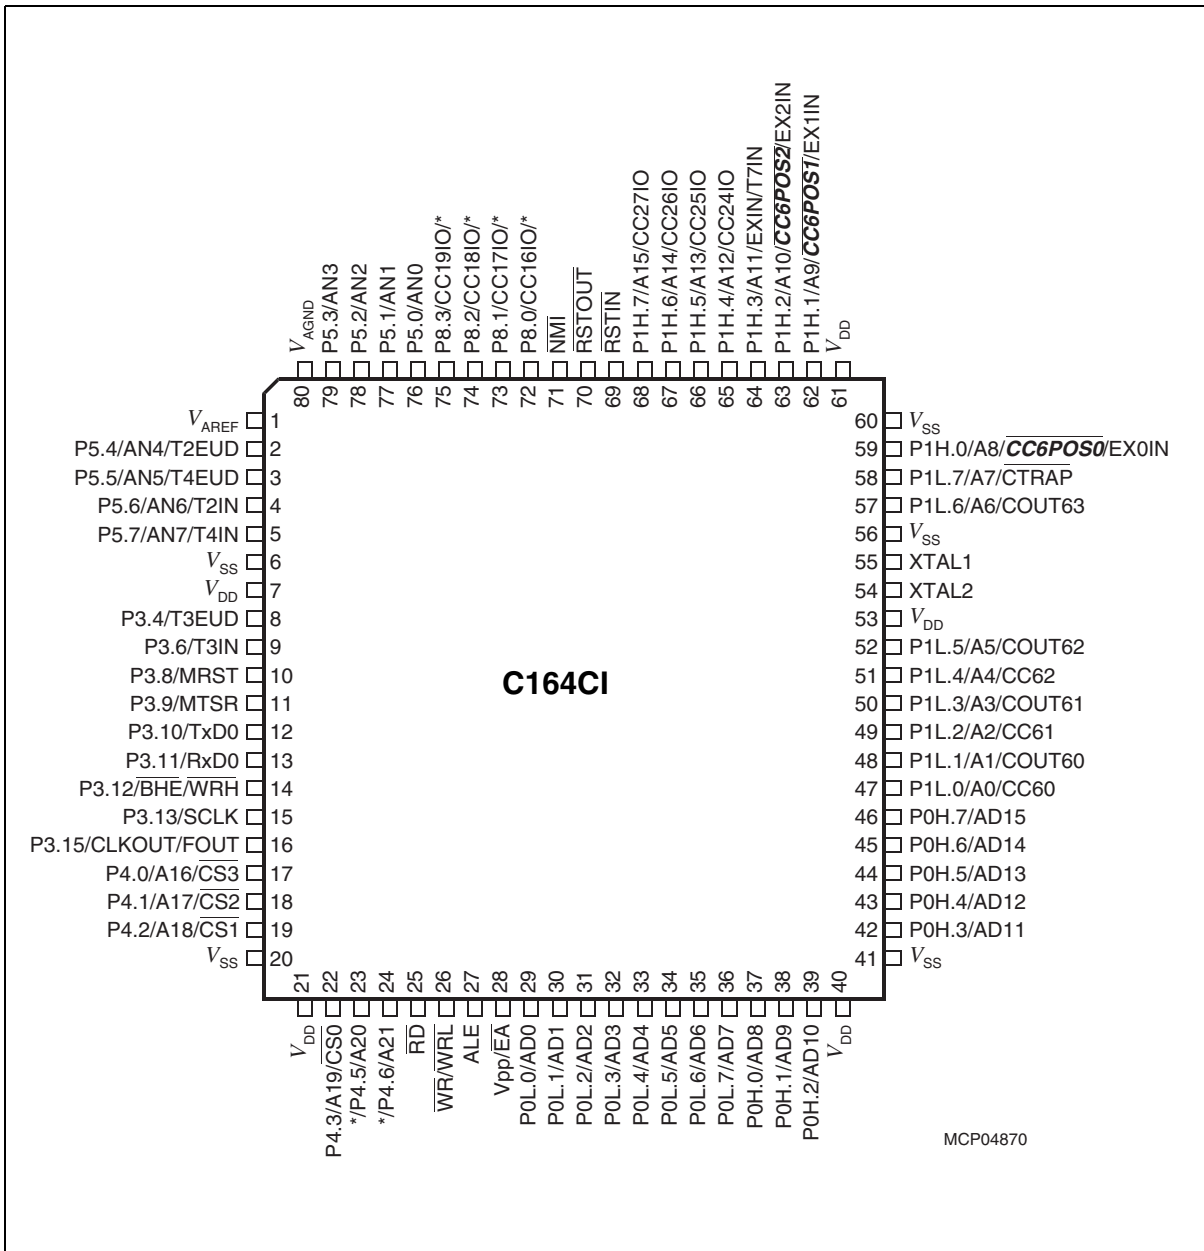 V AGND
P5.3/AN3
P5.2/AN2
P5.1/AN1
P5.0/AN0
P8.3/CC19IO/*
P8.2/CC18IO/*
P8.1/CC17IO/*
P8.0/CC16IO/*
NMI
RSTOUT
RSTIN
P1H.7/A15/CC27IO
P1H.6/A14/CC26IO
P1H.5/A13/CC25IO
P1H.4/A12/CC24IO
P1H.3/A11/EXIN/T7IN
P1H.2/A10/CC6POS2/EX2IN
P1H.1/A9/CC6POS1/EX1IN
V DD
80 79 78 77 76 75 74 73 72 71 70 69 68 67 66 65 64 63 62 61
V AREF 1
P5.4/AN4/T2EUD 2
P5.5/AN5/T4EUD 3
P5.6/AN6/T2IN 4
P5.7/AN7/T4IN 5
V SS 6
V DD 7
P3.4/T3EUD 8
P3.6/T3IN 9
P3.8/MRST 10
P3.9/MTSR 11
P3.10/TxD0 12
P3.11/RxD0 13
P3.12/BHE/WRH 14
P3.13/SCLK 15
P3.15/CLKOUT/FOUT 16
P4.0/A16/CS3 17
P4.1/A17/CS2 18
P4.2/A18/CS1 19
V SS 20
C164CI
60 V SS
59 P1H.0/A8/CC6POS0/EX0IN
58 P1L.7/A7/CTRAP
57 P1L.6/A6/COUT63
56 V SS
55 XTAL1
54 XTAL2
53 V DD
52 P1L.5/A5/COUT62
51 P1L.4/A4/CC62
50 P1L.3/A3/COUT61
49 P1L.2/A2/CC61
48 P1L.1/A1/COUT60
47 P1L.0/A0/CC60
46 P0H.7/AD15
45 P0H.6/AD14
44 P0H.5/AD13
43 P0H.4/AD12
42 P0H.3/AD11
41 V SS
21 22 23 24 25 26 27 28 29 30 31 32 33 34 35 36 37 38 39 40
V DD
P4.3/A19/CS0
*/P4.5/A20
*/P4.6/A21
RD
WR/WRL
ALE
Vpp/EA
P0L.0/AD0
P0L.1/AD1
P0L.2/AD2
P0L.3/AD3
P0L.4/AD4
P0L.5/AD5
P0L.6/AD6
P0L.7/AD7
P0H.0/AD8
P0H.1/AD9
P0H.2/AD10
V DD
MCP04870